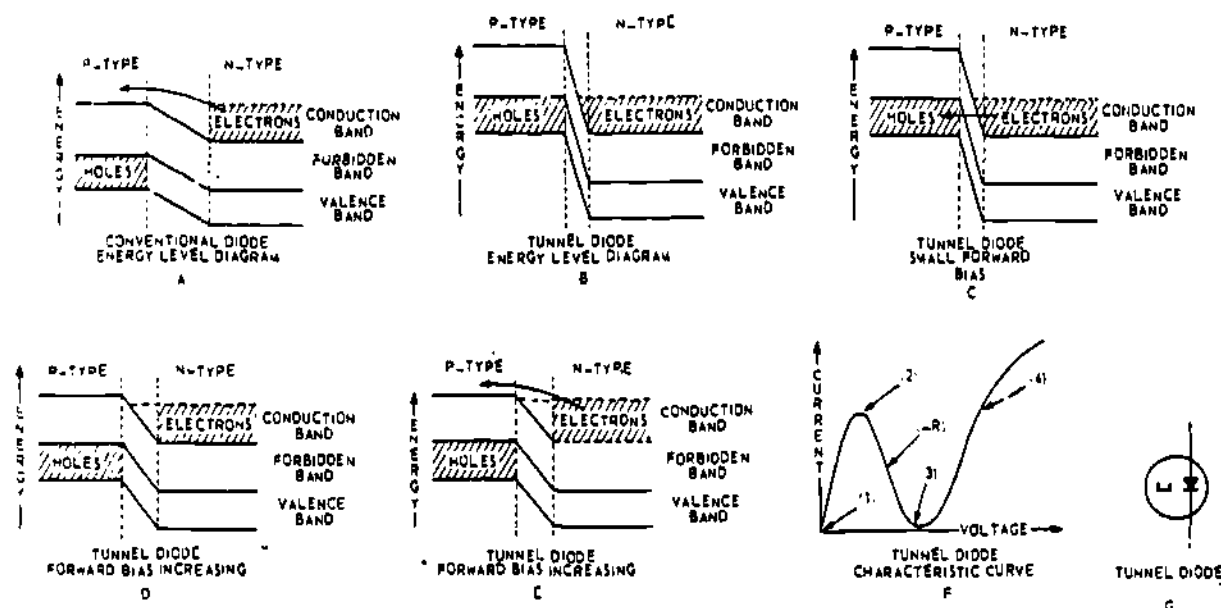 P-TYPE N-TYPE
ENERGY
ELECTRONS
HOLES
CONDUCTION
BAND
FORBIDDEN
BAND
VALENCE
BAND
CONVENTIONAL DIODE
ENERGY LEVEL DIAGRAM
A
P-TYPE N-TYPE
ENERGY
HOLES ELECTRONS
CONDUCTION
BAND
FORBIDDEN
BAND
VALENCE
BAND
TUNNEL DIODE
ENERGY LEVEL DIAGRAM
B
P-TYPE N-TYPE
ENERGY
HOLES ELECTRONS
CONDUCTION
BAND
FORBIDDEN
BAND
VALENCE
BAND
TUNNEL DIODE
SMALL FORWARD
BIAS
C
P-TYPE N-TYPE
ENERGY
ELECTRONS
HOLES
CONDUCTION
BAND
FORBIDDEN
BAND
VALENCE
BAND
TUNNEL DIODE
FORWARD BIAS INCREASING
D
P-TYPE N-TYPE
ENERGY
ELECTRONS
HOLES
CONDUCTION
BAND
FORBIDDEN
BAND
VALENCE
BAND
TUNNEL DIODE
FORWARD BIAS INCREASING
E
CURRENT
(2)
(4)
(-R)
(3)
(1)
VOLTAGE
TUNNEL DIODE
CHARACTERISTIC CURVE
F
TUNNEL DIODE
G